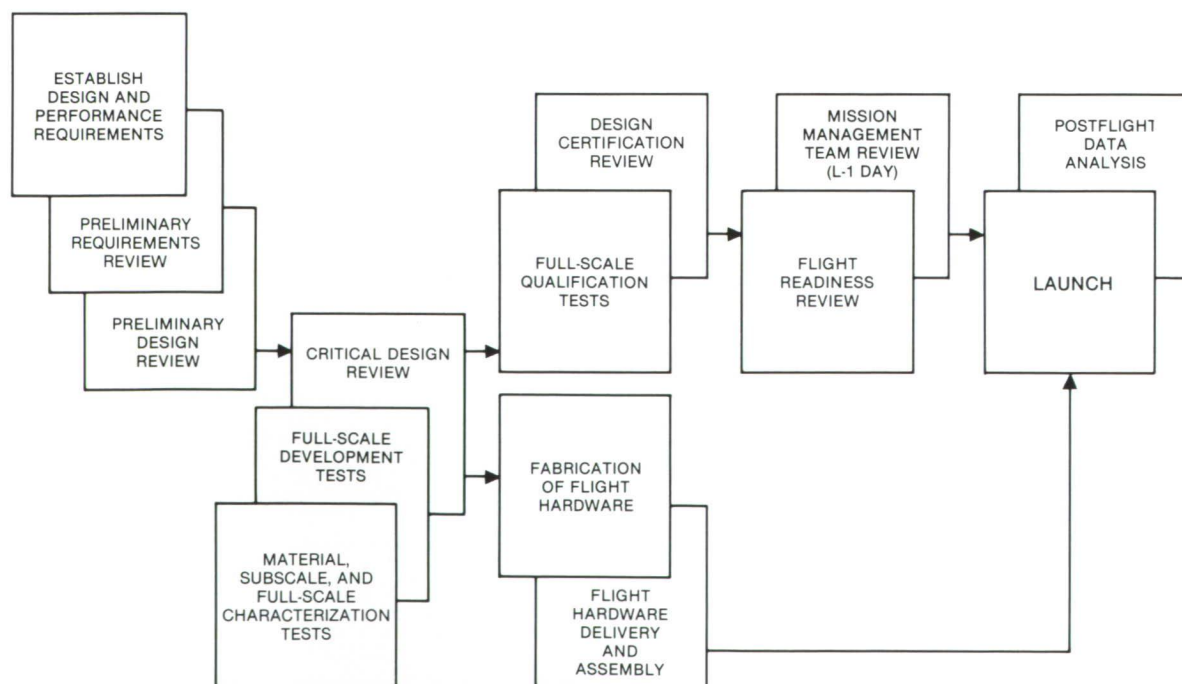 ESTABLISH
DESIGN AND
PERFORMANCE
REQUIREMENTS
PRELIMINARY
REQUIREMENTS
REVIEW
PRELIMINARY
DESIGN
REVIEW
CRITICAL DESIGN
REVIEW
FULL-SCALE
DEVELOPMENT
TESTS
MATERIAL,
SUBSCALE, AND
FULL-SCALE
CHARACTERIZATION
TESTS
DESIGN
CERTIFICATION
REVIEW
FULL-SCALE
QUALIFICATION
TESTS
FABRICATION
OF FLIGHT
HARDWARE
FLIGHT
HARDWARE
DELIVERY
AND
ASSEMBLY
MISSION
MANAGEMENT
TEAM REVIEW
(L-1 DAY)
FLIGHT
READINESS
REVIEW
POSTFLIGHT
DATA
ANALYSIS
LAUNCH